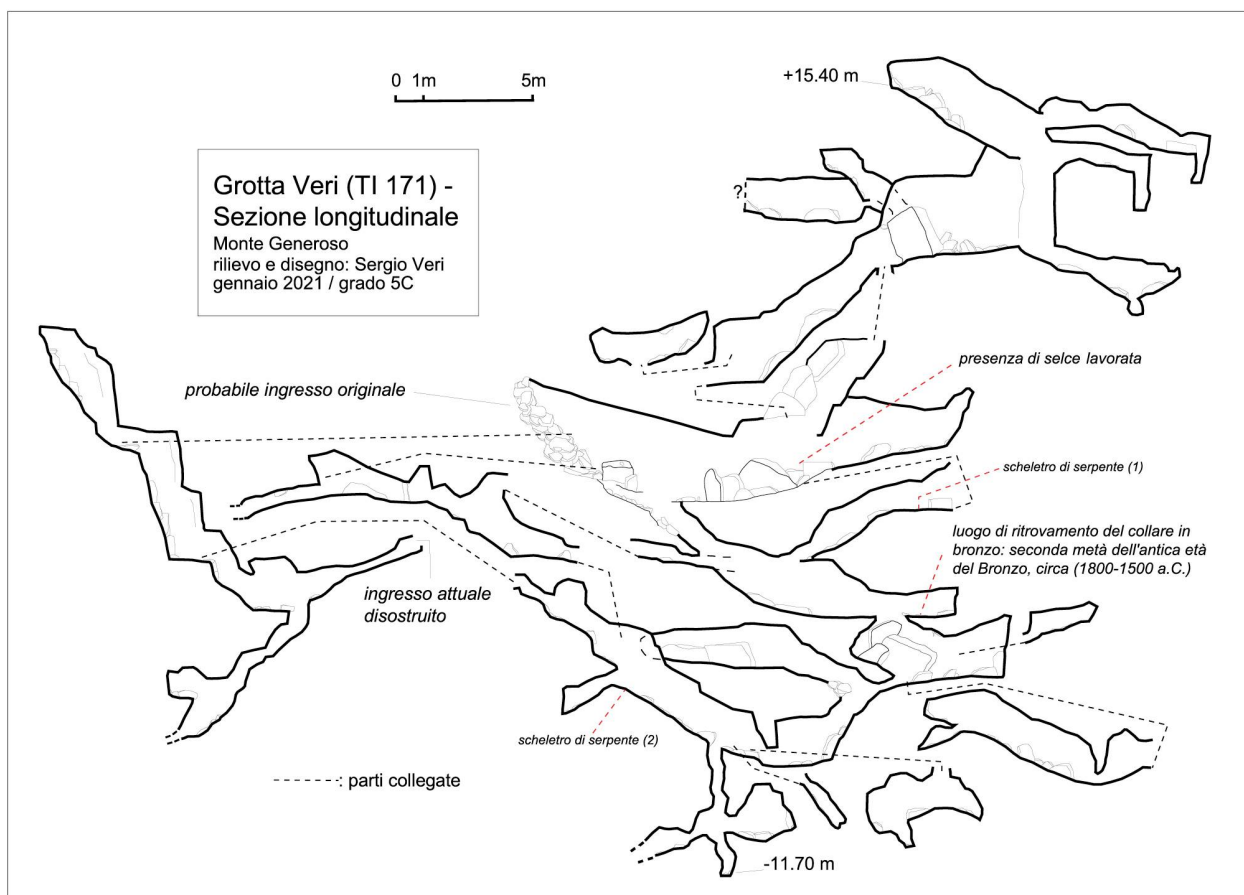 +15.40 m
0 1m 5m
Grotta Veri (TI 171) -
Sezione longitudinale
Monte Generoso
rilievo e disegno: Sergio Veri
gennaio 2021 / grado 5C
?
presenza di selce lavorata
probabile ingresso originale
scheletro di serpente (1)
luogo di ritrovamento del collare in
bronzo: seconda metà dell'antica età
del Bronzo, circa (1800-1500 a.C.)
ingresso attuale
disostruito
scheletro di serpente (2)
: parti collegate
-11.70 m